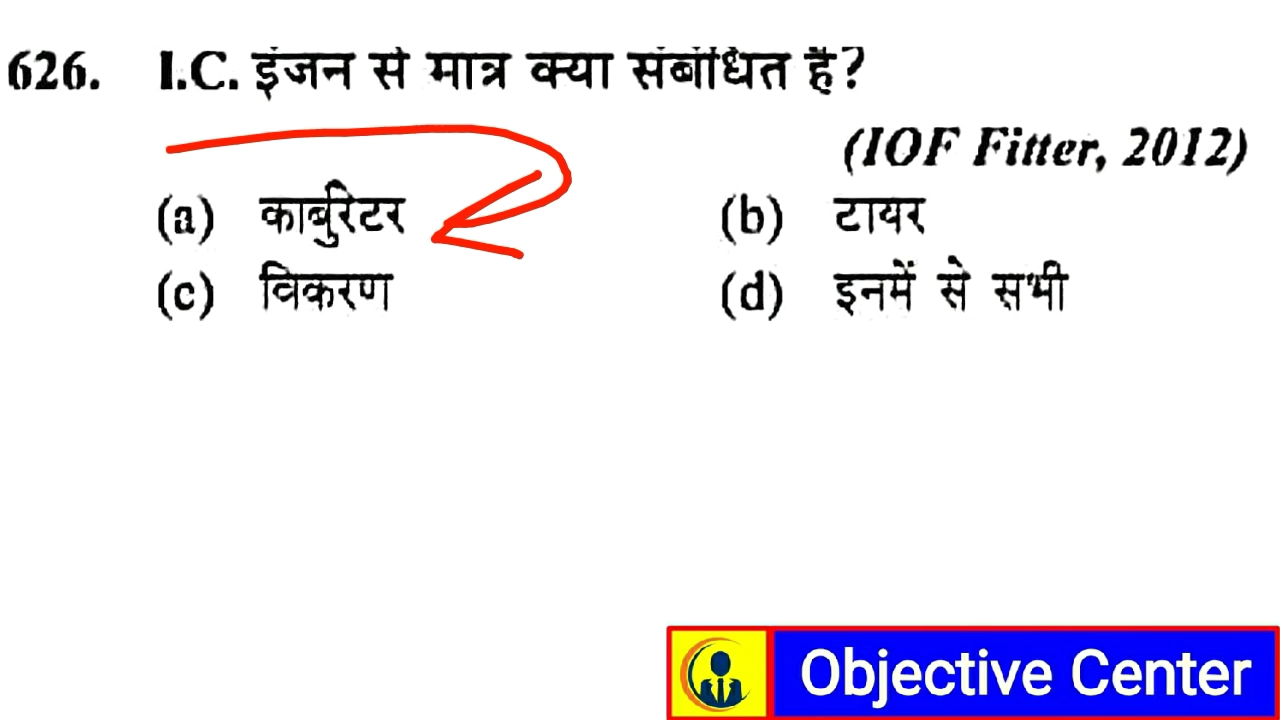 626. I.C. इंजन से मात्र क्या संबंधित है?
(IOF Fitter, 2012)
(a) कार्बुरेटर (b) टायर
(c) विकरण (d) इनमें से सभी
Objective Center